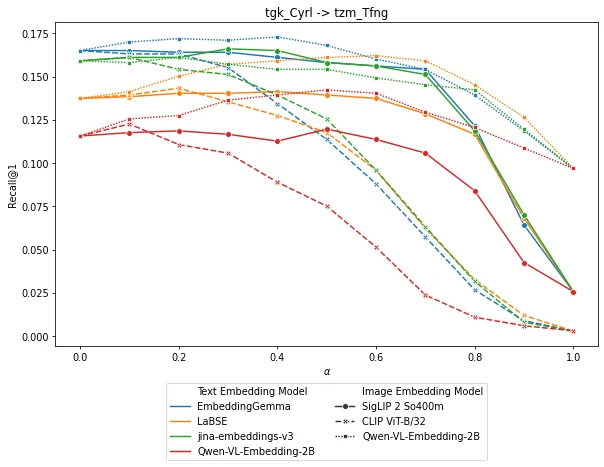 tgk_Cyrl -> tzm_Tfng
0.175
0.150
0.125
0.100
0.075
0.050
0.025
0.000
Recall@1
0.0 0.2 0.4 0.6 0.8 1.0
α
Text Embedding Model Image Embedding Model
EmbeddingGemma SigLIP 2 So400m
LaBSE CLIP ViT-B/32
jina-embeddings-v3 Qwen-VL-Embedding-2B
Qwen-VL-Embedding-2B